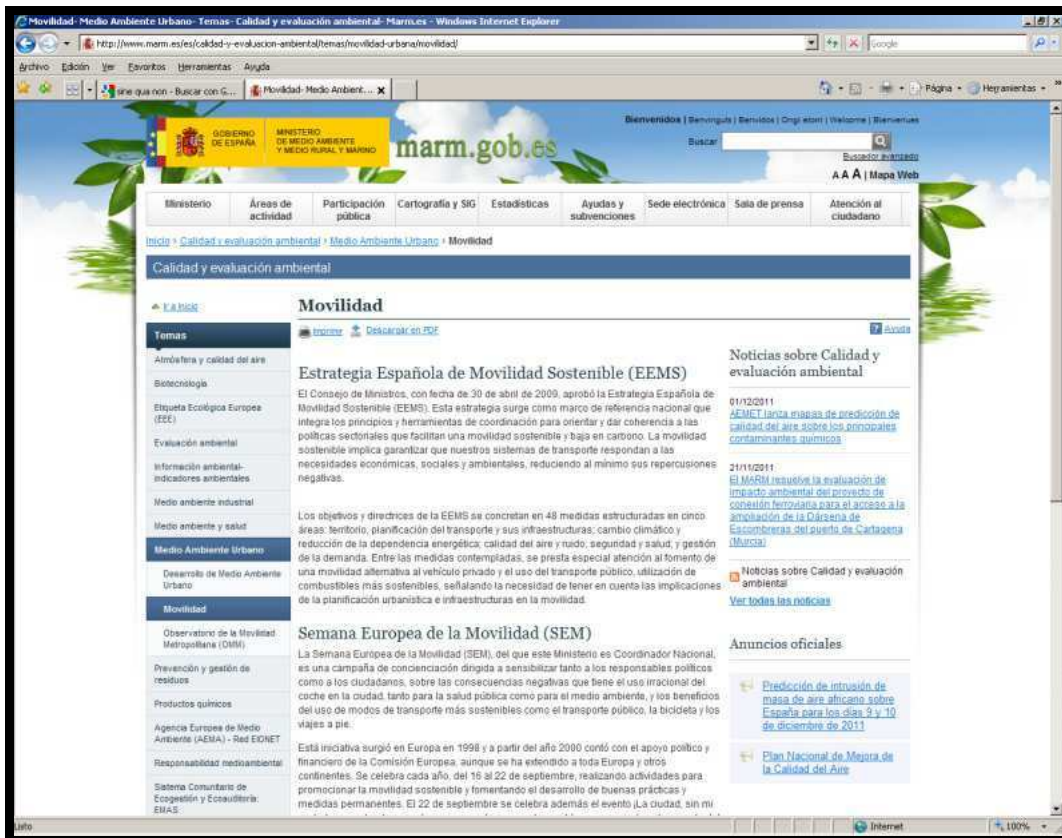 Movilidad- Medio Ambiente Urbano- Temas- Calidad y evaluación ambiental- Marm.es - Windows Internet Explorer
http://www.marm.es/es/calidad-y-evaluacion-ambiental/temas/movilidad-urbana/movilidad/
Google
Archivo Edición Ver Favoritos Herramientas Ayuda
sine qua non - Buscar con G...
Movilidad- Medio Ambient...
Página
Herramientas
GOBIERNO
DE ESPAÑA
MINISTERIO
DE MEDIO AMBIENTE
Y MEDIO RURAL Y MARINO
marm.gob.es
Bienvenidos | Benvinguts | Benvidos | Ongi etorri | Welcome | Bienvenues
Buscar
Buscador avanzado
A A A | Mapa Web
Ministerio
Áreas de
actividad
Participación
pública
Cartografía y SIG
Estadísticas
Ayudas y
subvenciones
Sede electrónica
Sala de prensa
Atención al
ciudadano
Inicio > Calidad y evaluación ambiental > Medio Ambiente Urbano > Movilidad
Calidad y evaluación ambiental
Ir a Inicio
Temas
Atmósfera y calidad del aire
Biotecnología
Etiqueta Ecológica Europea
(EEE)
Evaluación ambiental
Información ambiental-
indicadores ambientales
Medio ambiente industrial
Medio ambiente y salud
Medio Ambiente Urbano
Desarrollo de Medio Ambiente
Urbano
Movilidad
Observatorio de la Movilidad
Metropolitana (OMM)
Prevención y gestión de
residuos
Productos químicos
Agencia Europea de Medio
Ambiente (AEMA) - Red EIONET
Responsabilidad medioambiental
Sistema Comunitario de
Ecogestión y Ecoauditoría:
EMAS
Movilidad
Imprimir Descargar en PDF
Ayuda
Estrategia Española de Movilidad Sostenible (EEMS)
El Consejo de Ministros, con fecha de 30 de abril de 2009, aprobó la Estrategia Española de
Movilidad Sostenible (EEMS). Esta estrategia surge como marco de referencia nacional que
integra los principios y herramientas de coordinación para orientar y dar coherencia a las
políticas sectoriales que facilitan una movilidad sostenible y baja en carbono. La movilidad
sostenible implica garantizar que nuestros sistemas de transporte respondan a las
necesidades económicas, sociales y ambientales, reduciendo al mínimo sus repercusiones
negativas.
Los objetivos y directrices de la EEMS se concretan en 48 medidas estructuradas en cinco
áreas: territorio, planificación del transporte y sus infraestructuras; cambio climático y
reducción de la dependencia energética; calidad del aire y ruido; seguridad y salud; y gestión
de la demanda. Entre las medidas contempladas, se presta especial atención al fomento de
una movilidad alternativa al vehículo privado y el uso del transporte público, utilización de
combustibles más sostenibles, señalando la necesidad de tener en cuenta las implicaciones
de la planificación urbanística e infraestructuras en la movilidad.
Semana Europea de la Movilidad (SEM)
La Semana Europea de la Movilidad (SEM), del que este Ministerio es Coordinador Nacional,
es una campaña de concienciación dirigida a sensibilizar tanto a los responsables políticos
como a los ciudadanos, sobre las consecuencias negativas que tiene el uso irracional del
coche en la ciudad, tanto para la salud pública como para el medio ambiente, y los beneficios
del uso de modos de transporte más sostenibles como el transporte público, la bicicleta y los
viajes a pie.
Está iniciativa surgió en Europa en 1998 y a partir del año 2000 contó con el apoyo político y
financiero de la Comisión Europea, aunque se ha extendido a toda Europa y otros
continentes. Se celebra cada año, del 16 al 22 de septiembre, realizando actividades para
promocionar la movilidad sostenible y fomentando el desarrollo de buenas prácticas y
medidas permanentes. El 22 de septiembre se celebra además el evento ¡La ciudad, sin mi
Noticias sobre Calidad y
evaluación ambiental
01/12/2011
AEMET lanza mapas de predicción de
calidad del aire sobre los principales
contaminantes químicos
21/11/2011
El MARM resuelve la evaluación de
impacto ambiental del proyecto de
conexión ferroviaria para el acceso a la
ampliación de la Dársena de
Escombreras del puerto de Cartagena
(Murcia)
Noticias sobre Calidad y evaluación
ambiental
Ver todas las noticias
Anuncios oficiales
Predicción de intrusión de
masa de aire africano sobre
España para los días 9 y 10
de diciembre de 2011
Plan Nacional de Mejora de
la Calidad del Aire
Listo
Internet
100%